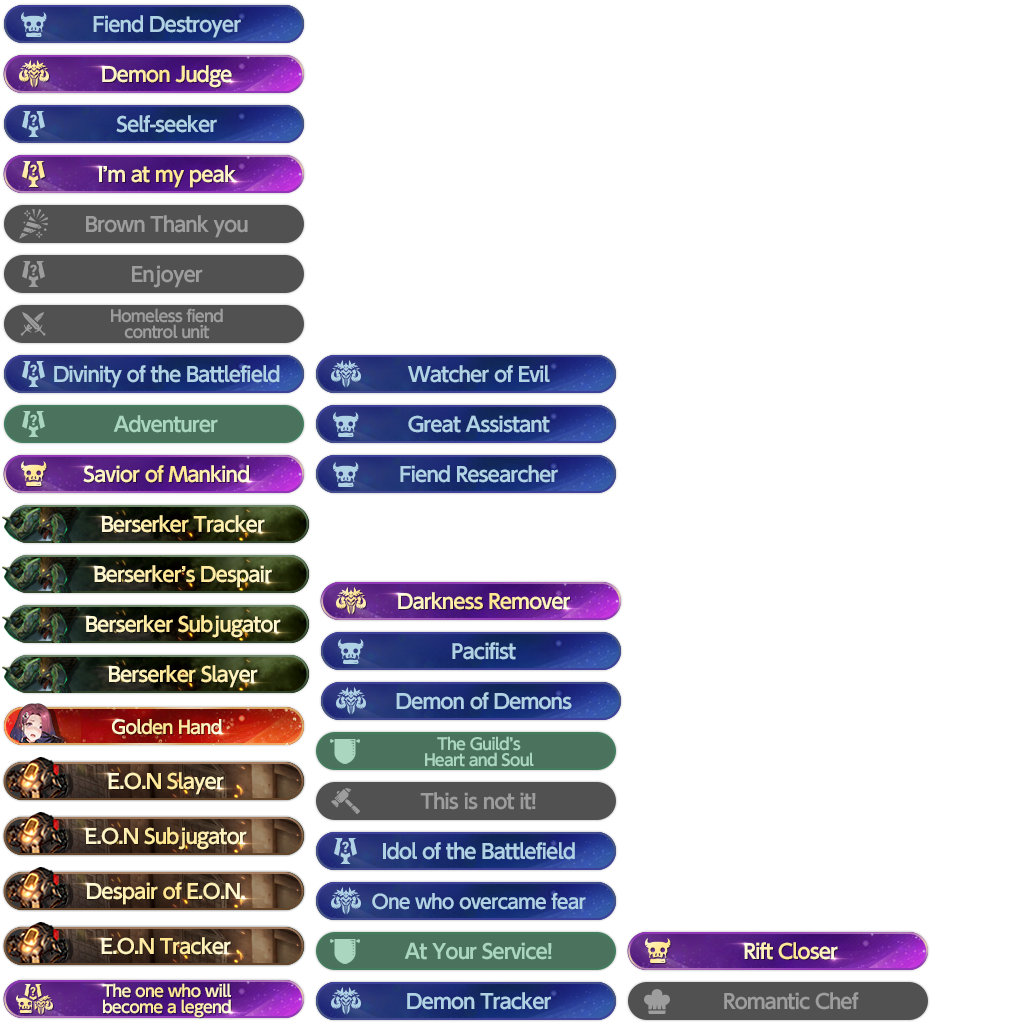 Fiend Destroyer
Demon Judge
Self-seeker
I'm at my peak
Brown Thank you
Enjoyer
Homeless fiend
control unit
Divinity of the Battlefield
Adventurer
Savior of Mankind
Berserker Tracker
Berserker's Despair
Berserker Subjugator
Berserker Slayer
Golden Hand
E.O.N Slayer
E.O.N Subjugator
Despair of E.O.N.
E.O.N Tracker
The one who will
become a legend
Watcher of Evil
Great Assistant
Fiend Researcher
Darkness Remover
Pacifist
Demon of Demons
The Guild's
Heart and Soul
This is not it!
Idol of the Battlefield
One who overcame fear
At Your Service!
Demon Tracker
Rift Closer
Romantic Chef